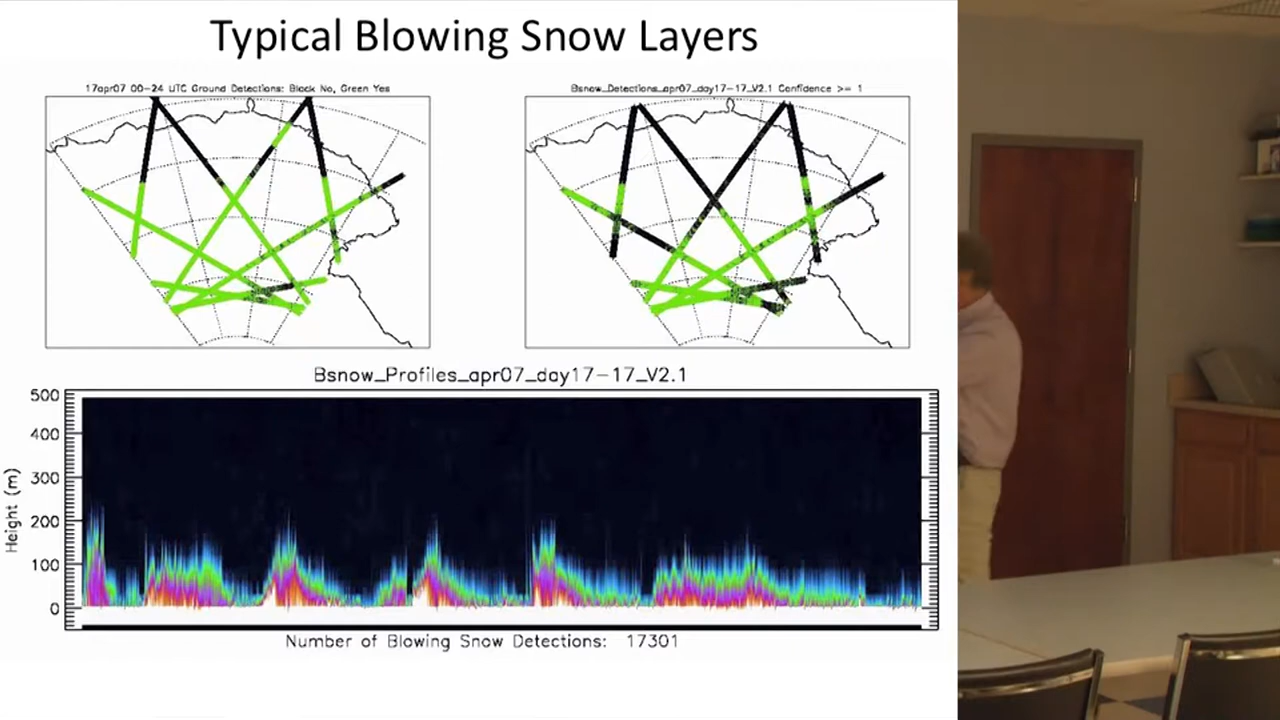 Typical Blowing Snow Layers
17apr07 00-24 UTC Ground Detections: Black No, Green Yes
Bsnow_Detections_apr07_day17-17_V2.1 Confidence >= 1
Bsnow_Profiles_apr07_day17-17_V2.1
500
400
300
200
100
0
Height (m)
Number of Blowing Snow Detections: 17301